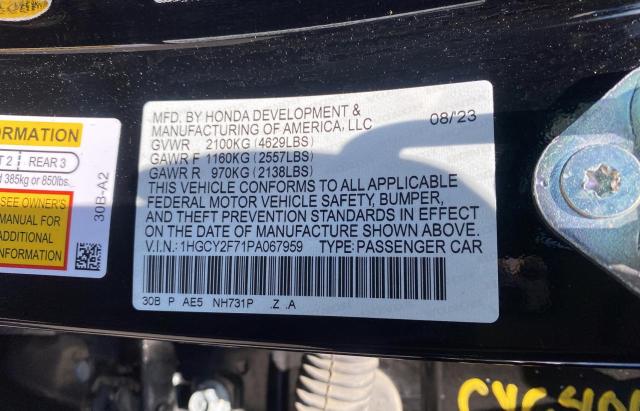 MFD. BY HONDA DEVELOPMENT &
MANUFACTURING OF AMERICA, LLC
08/'23
GVWR 2100KG(4629LBS)
GAWR F 1160KG(2557LBS)
GAWR R 970KG(2138LBS)
THIS VEHICLE CONFORMS TO ALL APPLICABLE
FEDERAL MOTOR VEHICLE SAFETY, BUMPER,
AND THEFT PREVENTION STANDARDS IN EFFECT
ON THE DATE OF MANUFACTURE SHOWN ABOVE.
V.I.N.: 1HGCY2F71PA067959 TYPE: PASSENGER CAR
30B P AE5 NH731P .Z .A
ORMATION
T 2 REAR 3
d 385kg or 850lbs.
SEE OWNER'S
MANUAL FOR
ADDITIONAL
30B-A2